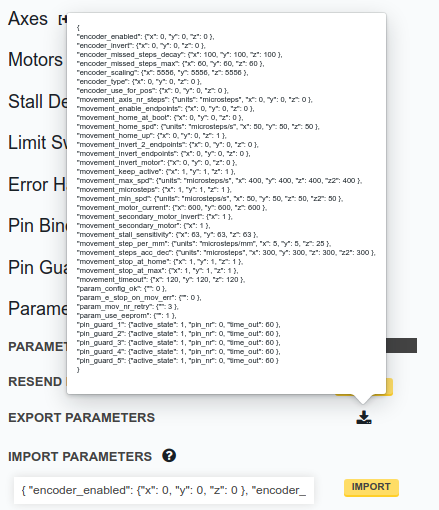 Axes
Motors
Stall De
Limit Sw
Error H
Pin Bin
Pin Gua
Parame
PARAMET
RESEND
{
"encoder_enabled": {"x": 0, "y": 0, "z": 0 },
"encoder_invert": {"x": 0, "y": 0, "z": 0 },
"encoder_missed_steps_decay": {"x": 100, "y": 100, "z": 100 },
"encoder_missed_steps_max": {"x": 60, "y": 60, "z": 60 },
"encoder_scaling": {"x": 5556, "y": 5556, "z": 5556 },
"encoder_type": {"x": 0, "y": 0, "z": 0 },
"encoder_use_for_pos": {"x": 0, "y": 0, "z": 0 },
"movement_axis_nr_steps": {"units": "microsteps", "x": 0, "y": 0, "z": 0 },
"movement_enable_endpoints": {"x": 0, "y": 0, "z": 0 },
"movement_home_at_boot": {"x": 0, "y": 0, "z": 0 },
"movement_home_spd": {"units": "microsteps/s", "x": 50, "y": 50, "z": 50 },
"movement_home_up": {"x": 0, "y": 0, "z": 1 },
"movement_invert_2_endpoints": {"x": 0, "y": 0, "z": 0 },
"movement_invert_endpoints": {"x": 0, "y": 0, "z": 0 },
"movement_invert_motor": {"x": 0, "y": 0, "z": 0 },
"movement_keep_active": {"x": 1, "y": 1, "z": 1 },
"movement_max_spd": {"units": "microsteps/s", "x": 400, "y": 400, "z": 400, "z2": 400 },
"movement_microsteps": {"x": 1, "y": 1, "z": 1 },
"movement_min_spd": {"units": "microsteps/s", "x": 50, "y": 50, "z": 50, "z2": 50 },
"movement_motor_current": {"x": 600, "y": 600, "z": 600 },
"movement_secondary_motor_invert": {"x": 1 },
"movement_secondary_motor": {"x": 1 },
"movement_stall_sensitivity": {"x": 63, "y": 63, "z": 63 },
"movement_step_per_mm": {"units": "microsteps/mm", "x": 5, "y": 5, "z": 25 },
"movement_steps_acc_dec": {"units": "microsteps", "x": 300, "y": 300, "z": 300, "z2": 300 },
"movement_stop_at_home": {"x": 1, "y": 1, "z": 1 },
"movement_stop_at_max": {"x": 1, "y": 1, "z": 1 },
"movement_timeout": {"x": 120, "y": 120, "z": 120 },
"param_config_ok": {"": 0 },
"param_e_stop_on_mov_err": {"": 0 },
"param_mov_nr_retry": {"": 3 },
"param_use_eeprom": {"": 1 },
"pin_guard_1": {"active_state": 1, "pin_nr": 0, "time_out": 60 },
"pin_guard_2": {"active_state": 1, "pin_nr": 0, "time_out": 60 },
"pin_guard_3": {"active_state": 1, "pin_nr": 0, "time_out": 60 },
"pin_guard_4": {"active_state": 1, "pin_nr": 0, "time_out": 60 },
"pin_guard_5": {"active_state": 1, "pin_nr": 0, "time_out": 60 }
}
EXPORT PARAMETERS
IMPORT PARAMETERS ?
{ "encoder_enabled": {"x": 0, "y": 0, "z": 0 }, "encoder_
IMPORT